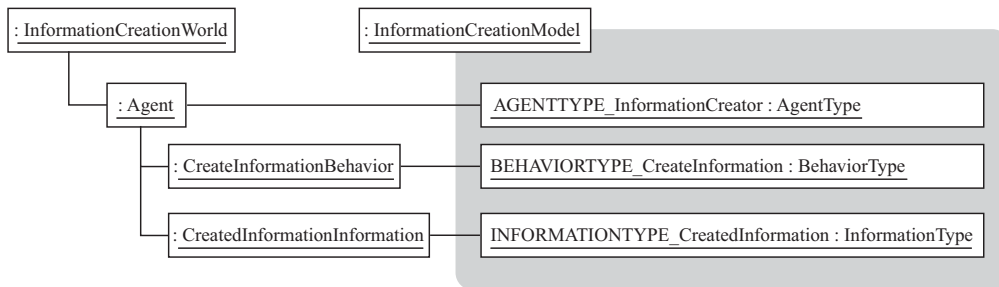 : InformationCreationWorld
: InformationCreationModel
: Agent
AGENTTYPE_InformationCreator : AgentType
: CreateInformationBehavior
BEHAVIORTYPE_CreateInformation : BehaviorType
: CreatedInformationInformation
INFORMATIONTYPE_CreatedInformation : InformationType